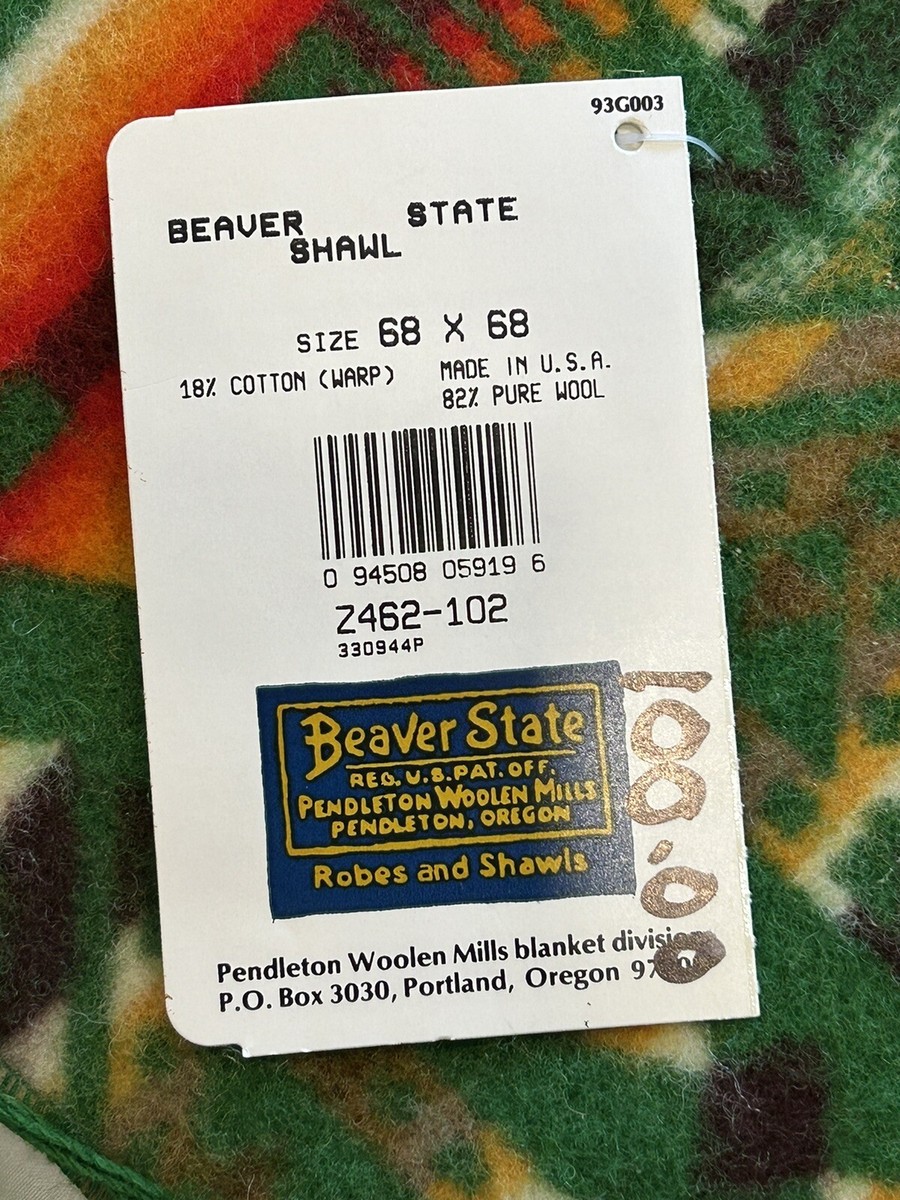 93G003
BEAVER STATE
SHAWL
SIZE 68 X 68
18% COTTON (WARP) MADE IN U.S.A.
82% PURE WOOL
0 94508 05919 6
Z462-102
330944P
Beaver State
REG. U.S. PAT. OFF.
PENDLETON WOOLEN MILLS
PENDLETON, OREGON
Robes and Shawls
100.00
Pendleton Woolen Mills blanket division
P.O. Box 3030, Portland, Oregon